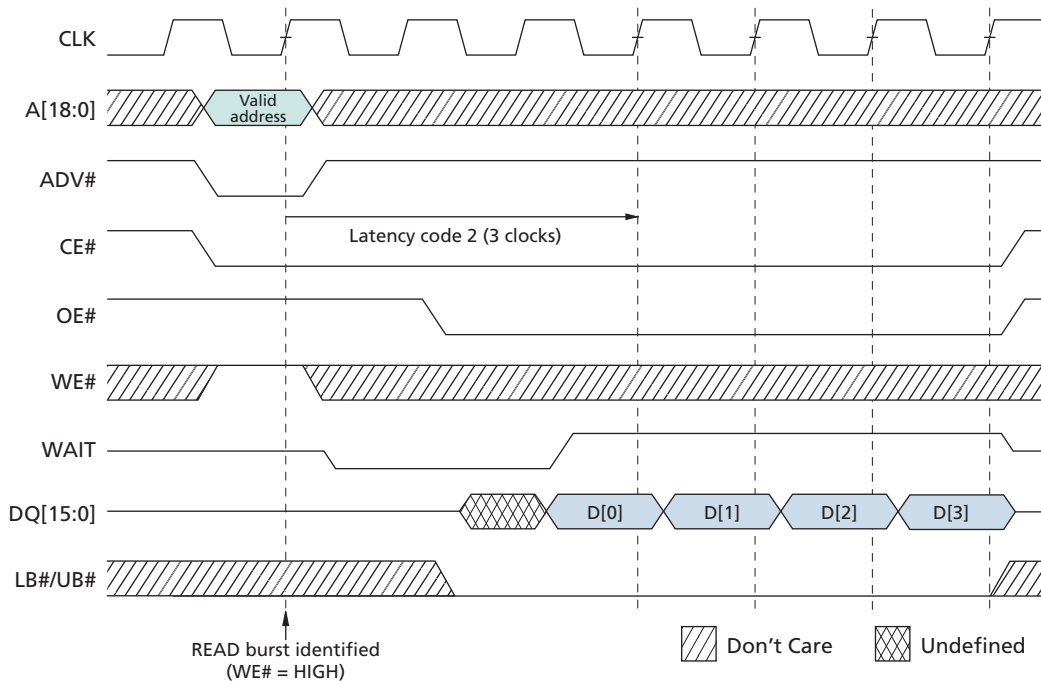 CLK
A[18:0]
Valid
address
ADV#
Latency code 2 (3 clocks)
CE#
OE#
WE#
WAIT
DQ[15:0]
D[0]
D[1]
D[2]
D[3]
LB#/UB#
READ burst identified
(WE# = HIGH)
Don't Care
Undefined